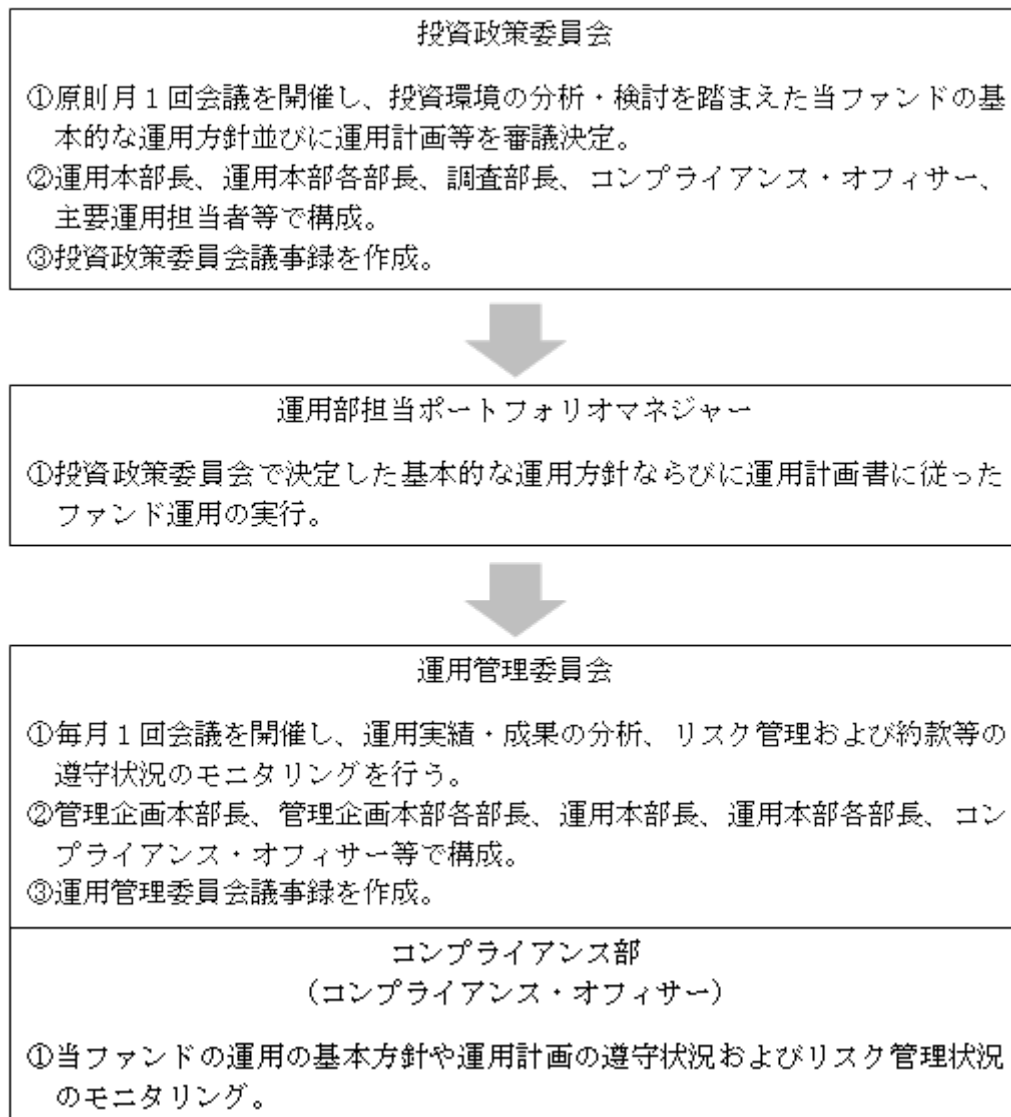 投資政策委員会
①原則月1回会議を開催し、投資環境の分析・検討を踏まえた当ファンドの基
本的な運用方針並びに運用計画等を審議決定。
②運用本部長、運用本部各部長、調査部長、コンプライアンス・オフィサー、
主要運用担当者等で構成。
③投資政策委員会議事録を作成。
運用部担当ポートフォリオマネジャー
①投資政策委員会で決定した基本的な運用方針ならびに運用計画書に従った
ファンド運用の実行。
運用管理委員会
①毎月1回会議を開催し、運用実績・成果の分析、リスク管理および約款等の
遵守状況のモニタリングを行う。
②管理企画本部長、管理企画本部各部長、運用本部長、運用本部各部長、コン
プライアンス・オフィサー等で構成。
③運用管理委員会議事録を作成。
コンプライアンス部
（コンプライアンス・オフィサー）
①当ファンドの運用の基本方針や運用計画の遵守状況およびリスク管理状況
のモニタリング。